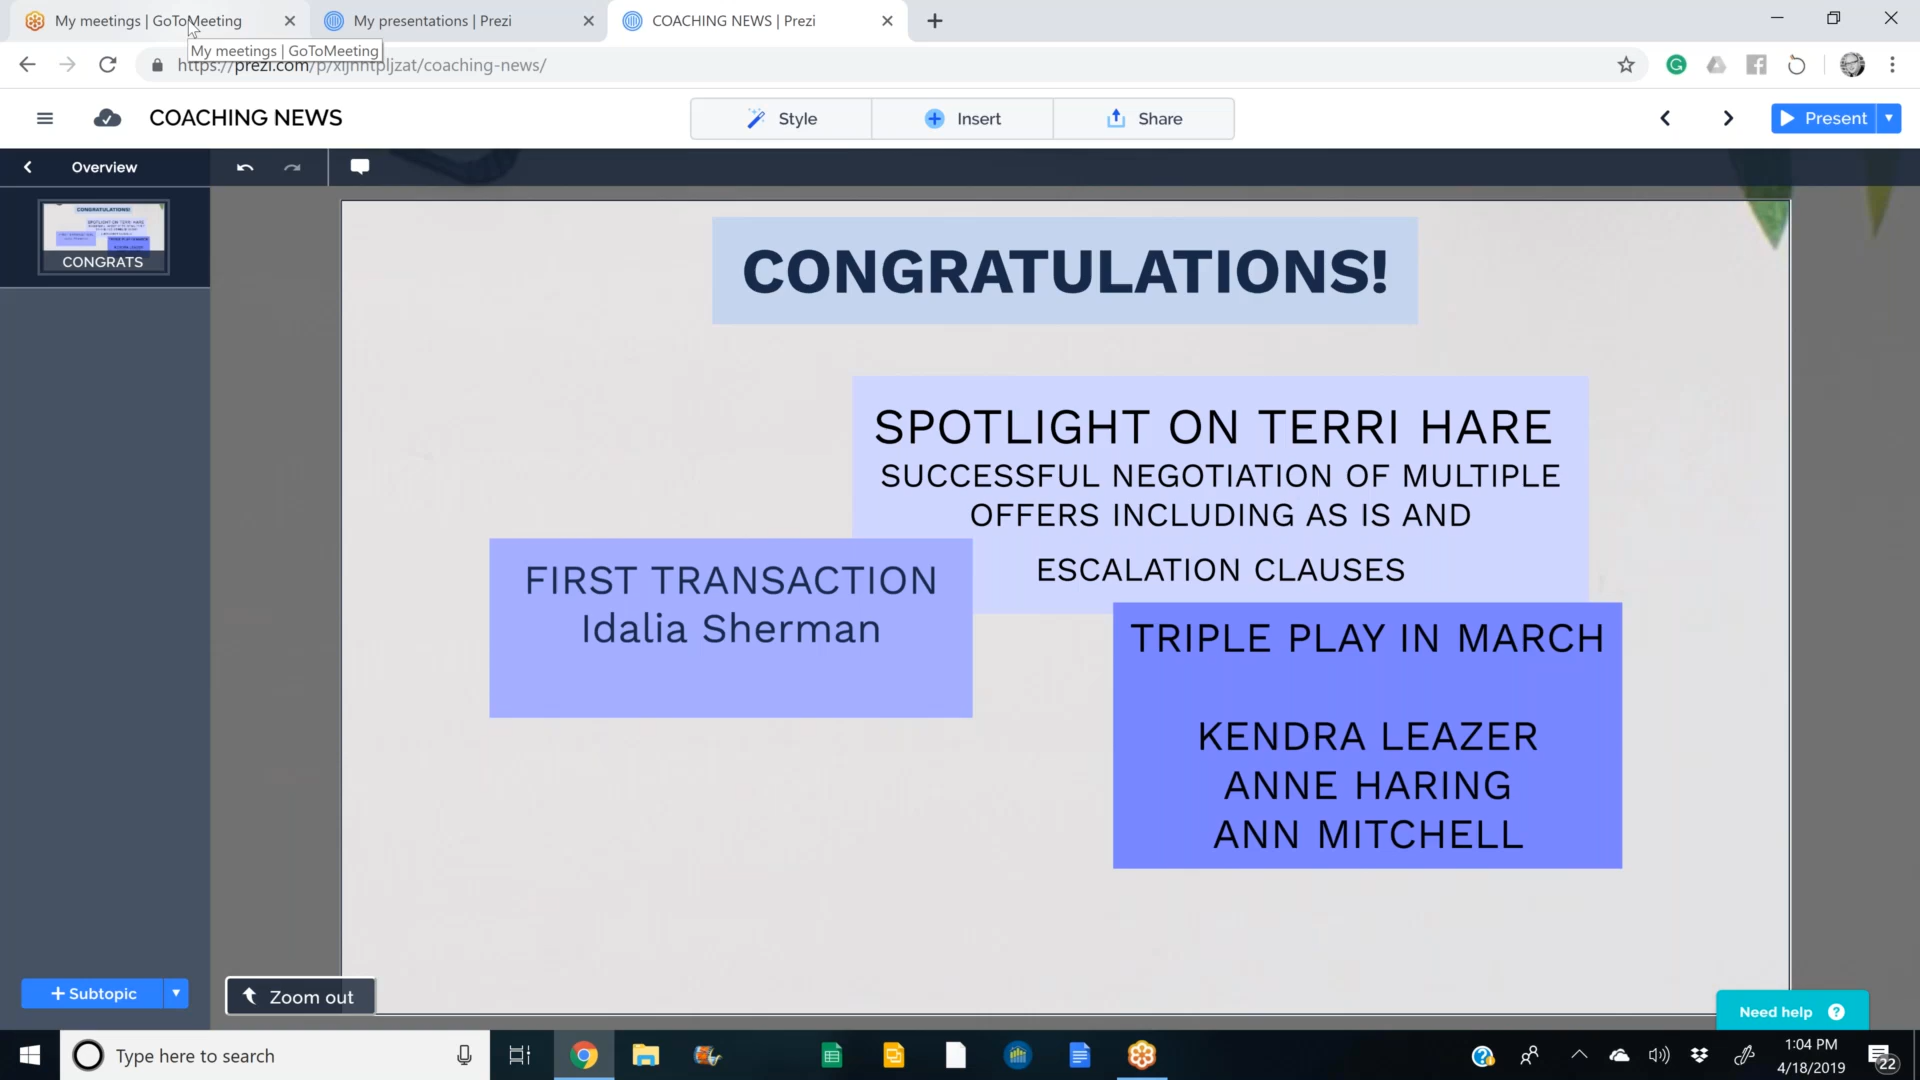 My meetings | GoToMeeting
My presentations | Prezi
COACHING NEWS | Prezi
My meetings | GoToMeeting
https://prezi.com/p/xljnntpljzat/coaching-news/
COACHING NEWS
Style
Insert
Share
Present
Overview
CONGRATULATIONS!
CONGRATS
CONGRATULATIONS!
SPOTLIGHT ON TERRI HARE
SUCCESSFUL NEGOTIATION OF MULTIPLE
OFFERS INCLUDING AS IS AND
ESCALATION CLAUSES
FIRST TRANSACTION
Idalia Sherman
TRIPLE PLAY IN MARCH
KENDRA LEAZER
ANNE HARING
ANN MITCHELL
+ Subtopic
Zoom out
Need help ?
Type here to search
1:04 PM
4/18/2019
22